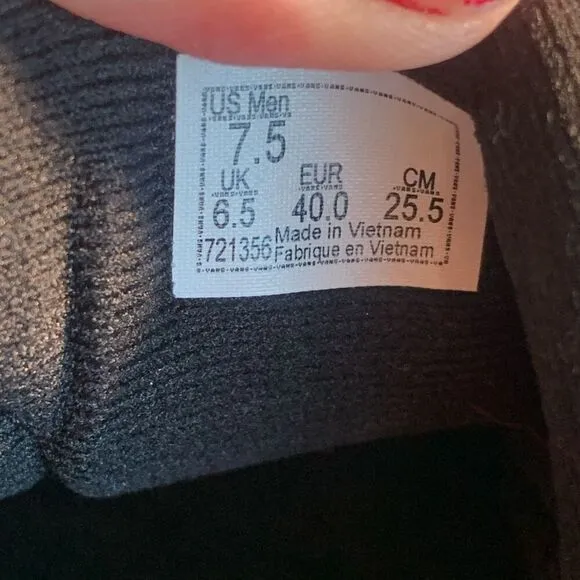 US Men
7.5
UK EUR CM
6.5 40.0 25.5
721356 Made in Vietnam
Fabrique en Vietnam